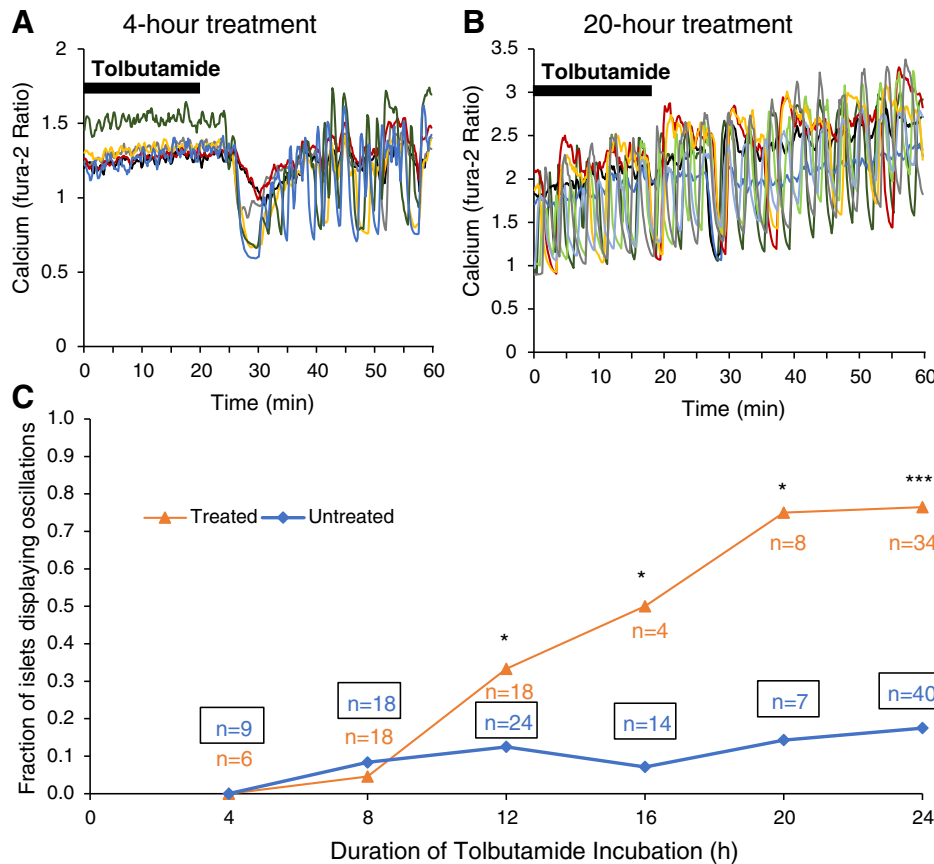 A
4-hour treatment
B
20-hour treatment
Calcium (fura-2 Ratio)
2
1.5
1
0.5
0
Tolbutamide
0 10 20 30 40 50 60
Time (min)
Calcium (fura-2 Ratio)
3.5
3
2.5
2
1.5
1
0.5
0
Tolbutamide
0 10 20 30 40 50 60
Time (min)
C
Fraction of islets displaying oscillations
1.0
0.9
0.8
0.7
0.6
0.5
0.4
0.3
0.2
0.1
0.0
Treated Untreated
* * * ***
n=9
n=6
n=18
n=18
n=18
n=24
n=4
n=14
n=8
n=7
n=34
n=40
0 4 8 12 16 20 24
Duration of Tolbutamide Incubation (h)